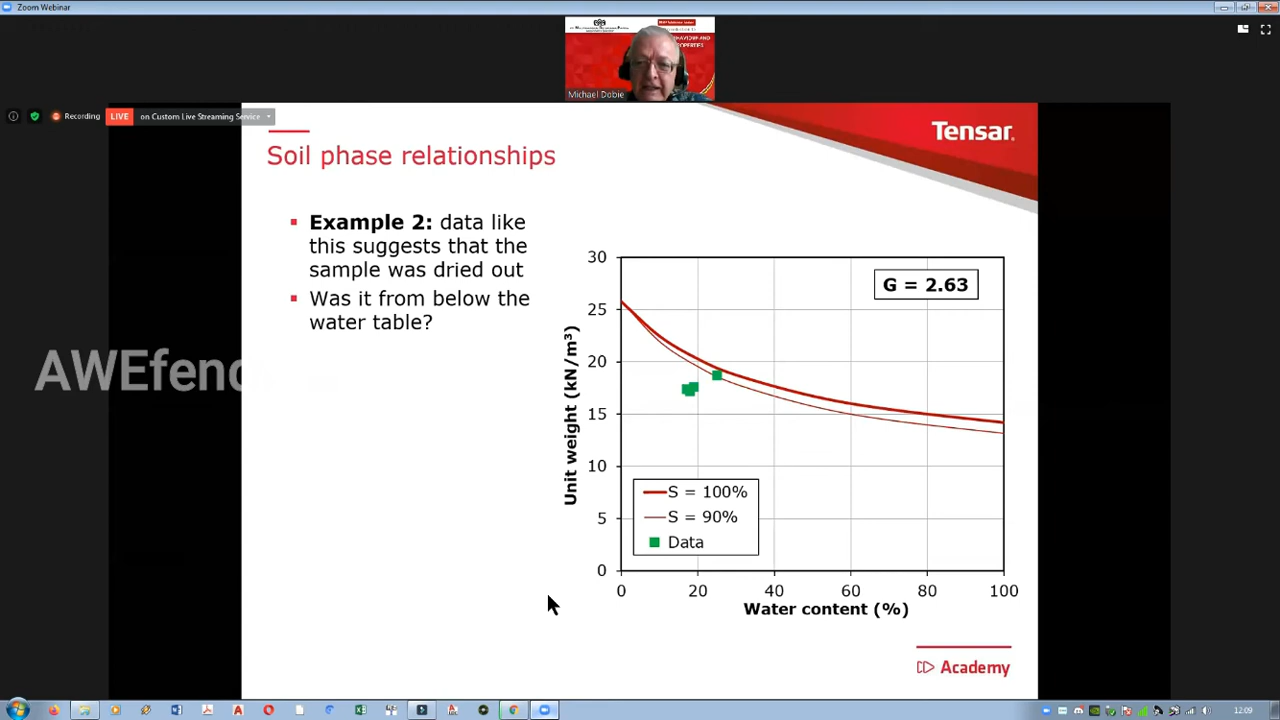 Zoom Webinar
Michael Dobie
Recording
LIVE
on Custom Live Streaming Service
Tensar.
Soil phase relationships
Example 2: data like
this suggests that the
sample was dried out
Was it from below the
water table?
AWEfenc
G = 2.63
Unit weight (kN/m³)
30
25
20
15
10
5
0
S = 100%
S = 90%
Data
0 20 40 60 80 100
Water content (%)
Academy
12:09